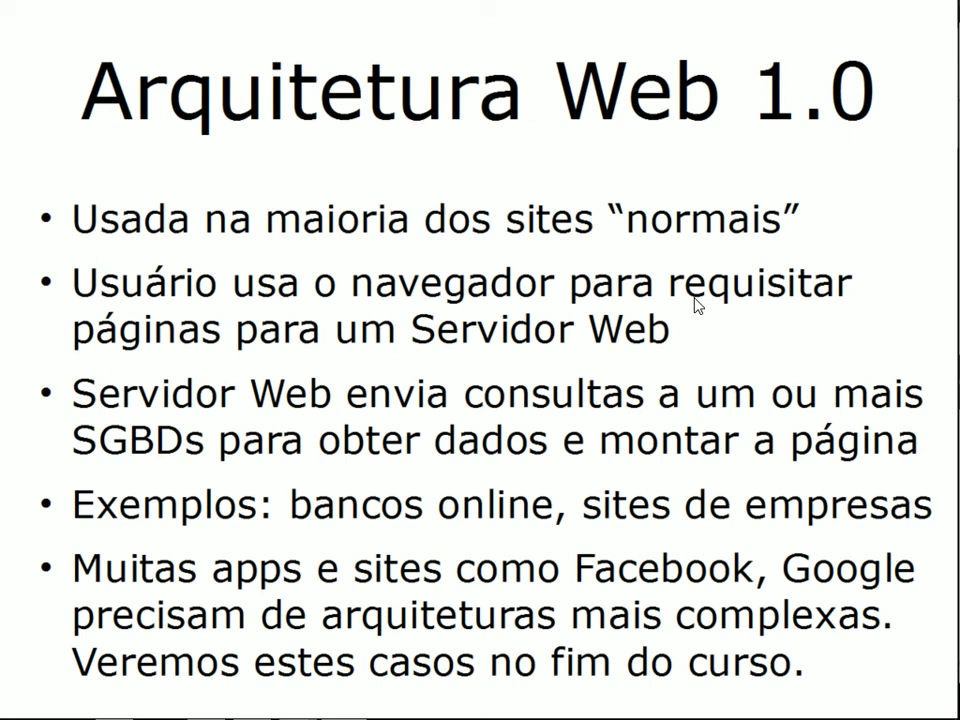 Arquitetura Web 1.0
• Usada na maioria dos sites “normais”
• Usuário usa o navegador para requisitar
páginas para um Servidor Web
• Servidor Web envia consultas a um ou mais
SGBDs para obter dados e montar a página
• Exemplos: bancos online, sites de empresas
• Muitas apps e sites como Facebook, Google
precisam de arquiteturas mais complexas.
Veremos estes casos no fim do curso.